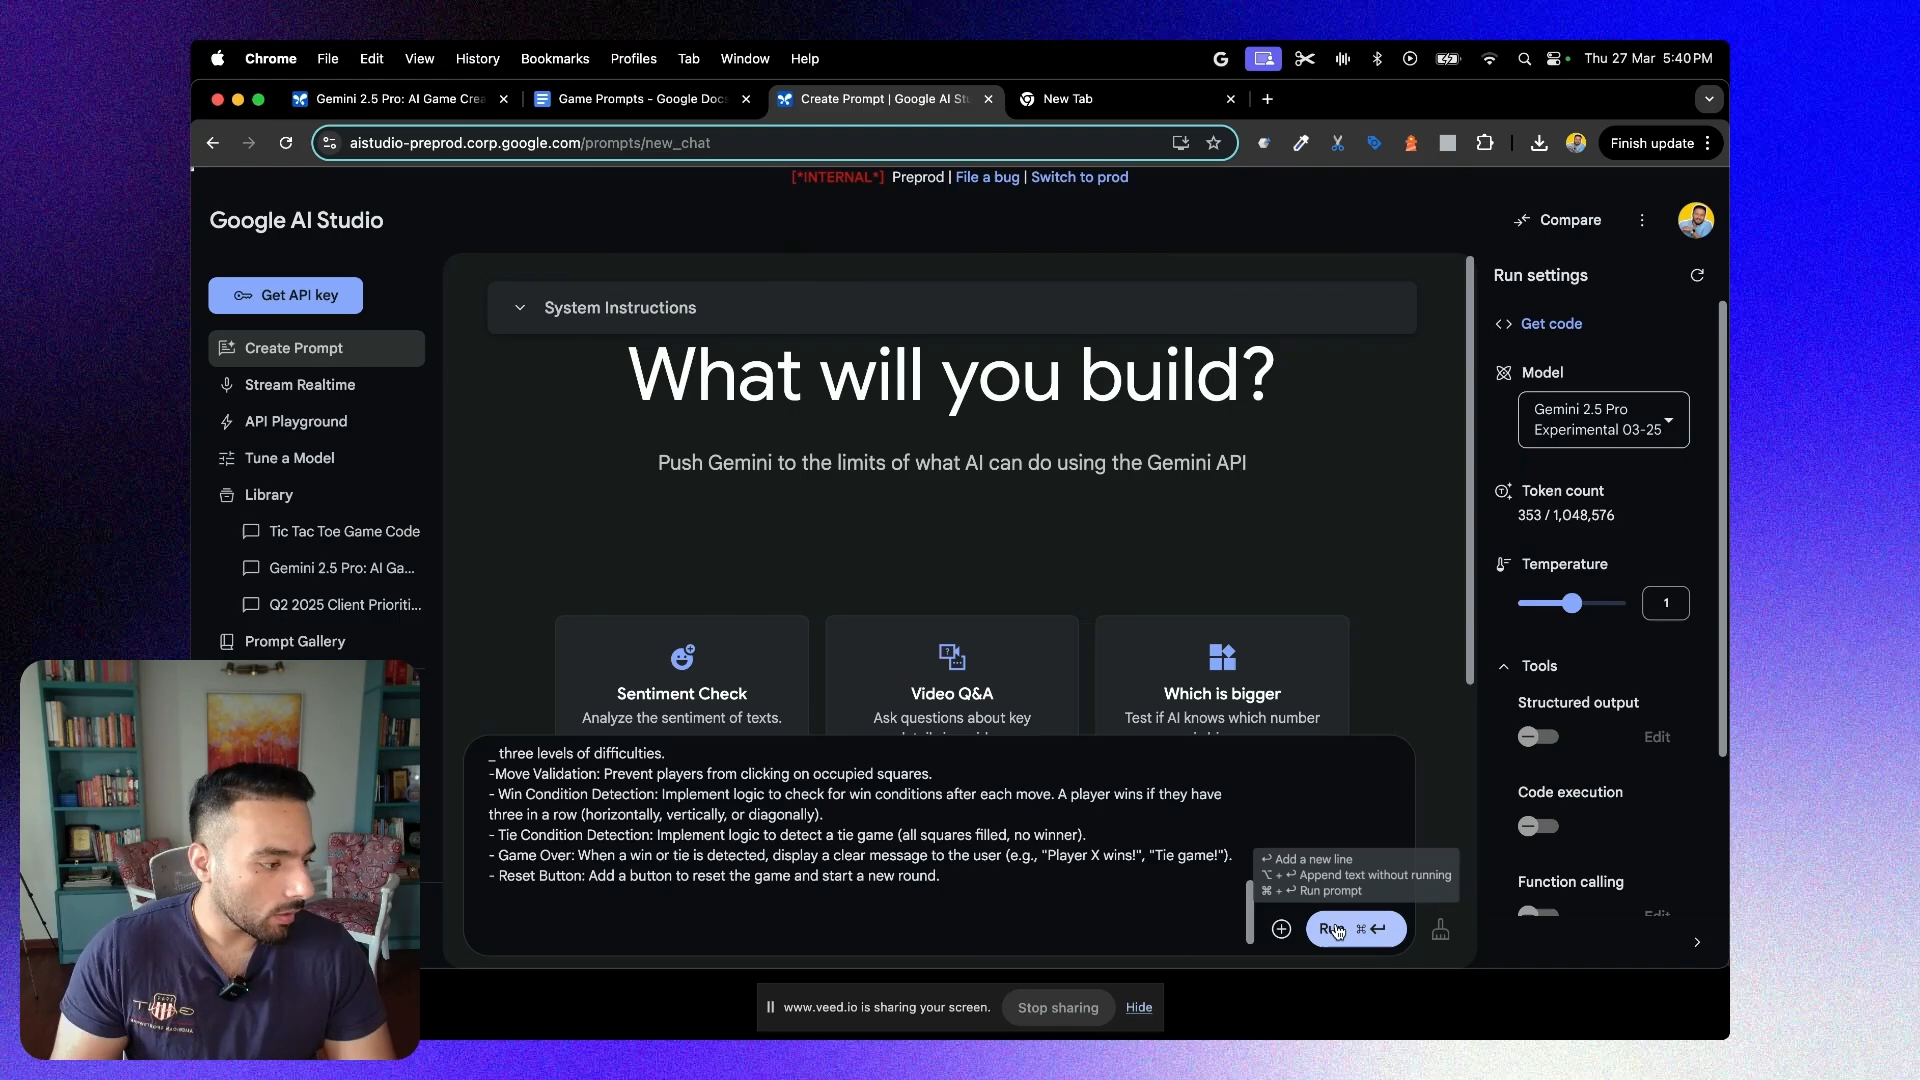 Chrome File Edit View History Bookmarks Profiles Tab Window Help Thu 27 Mar 5:40 PM
Gemini 2.5 Pro: AI Game Crea Game Prompts - Google Docs Create Prompt | Google AI Stu New Tab
aistudio-preprod.corp.google.com/prompts/new_chat Finish update
[*INTERNAL*] Preprod | File a bug | Switch to prod
Google AI Studio
Compare
Get API key
Create Prompt
Stream Realtime
API Playground
Tune a Model
Library
Tic Tac Toe Game Code
Gemini 2.5 Pro: AI Ga...
Q2 2025 Client Prioriti...
Prompt Gallery
System Instructions
What will you build?
Push Gemini to the limits of what AI can do using the Gemini API
Sentiment Check
Analyze the sentiment of texts.
Video Q&A
Ask questions about key
Which is bigger
Test if AI knows which number
_ three levels of difficulties.
-Move Validation: Prevent players from clicking on occupied squares.
- Win Condition Detection: Implement logic to check for win conditions after each move. A player wins if they have
three in a row (horizontally, vertically, or diagonally).
- Tie Condition Detection: Implement logic to detect a tie game (all squares filled, no winner).
- Game Over: When a win or tie is detected, display a clear message to the user (e.g., "Player X wins!", "Tie game!").
- Reset Button: Add a button to reset the game and start a new round.
↩ Add a new line
⌥ + ↩ Append text without running
⌘ + ↩ Run prompt
Run ⌘ ↩
Run settings
<> Get code
Model
Gemini 2.5 Pro
Experimental 03-25
Token count
353 / 1,048,576
Temperature
1
Tools
Structured output
Edit
Code execution
Function calling
Edit
www.veed.io is sharing your screen. Stop sharing Hide